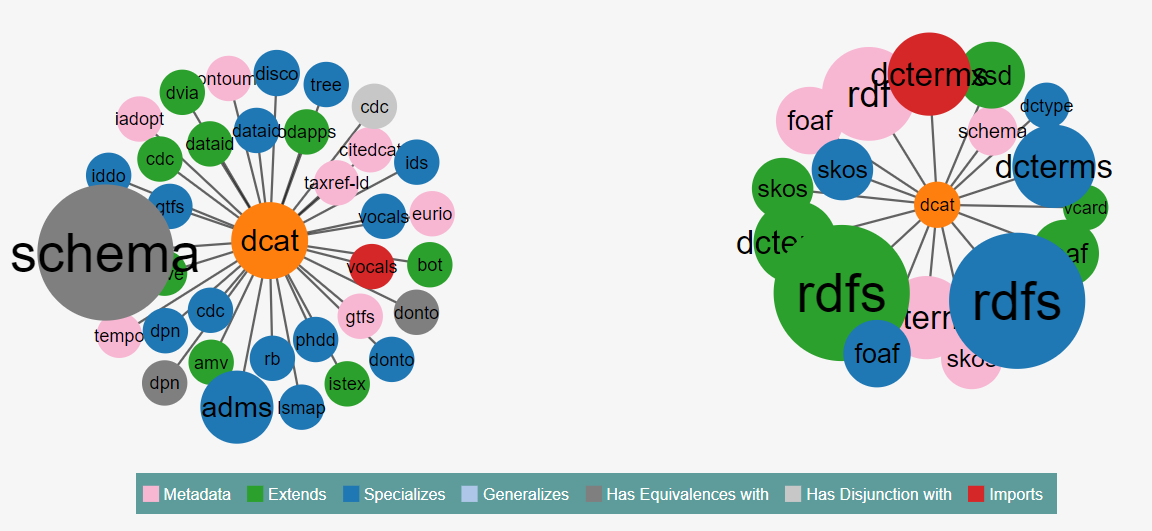 ontoum
disco
tree
dvia
cdc
iadopt
dataid
dataid
bdapps
citedcat
cdc
ids
iddo
taxref-ld
gtfs
vocals
eurio
schema
dcat
vocals
bot
cdc
gtfs
donto
tempo
dpn
phdd
rb
donto
dpn
amv
istex
adms
lsmap
dcterms
ssd
rdf
dctype
foaf
schema
skos
dcterms
skos
dcat
vcard
rdfs
rdfs
foaf
Metadata Extends Specializes Generalizes Has Equivalences with Has Disjunction with Imports